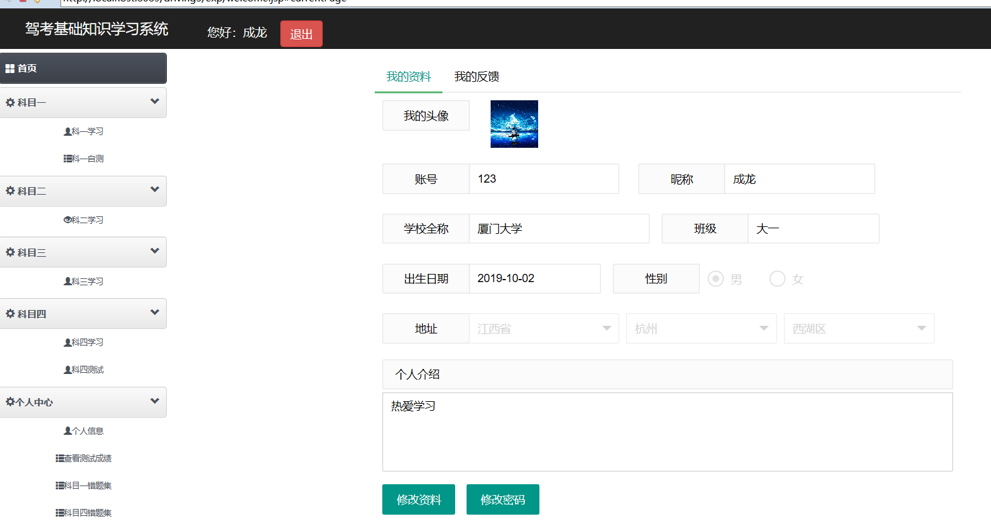 驾考基础知识学习系统
您好：成龙
退出
首页
科目一
科一学习
科一自测
科目二
科二学习
科目三
科三学习
科目四
科四学习
科四测试
个人中心
个人信息
查看测试成绩
科目一错题集
科目四错题集
我的资料
我的反馈
我的头像
账号 123
昵称 成龙
学校全称 厦门大学
班级 大一
出生日期 2019-10-02
性别 男 女
地址 江西省 杭州 西湖区
个人介绍
热爱学习
修改资料
修改密码